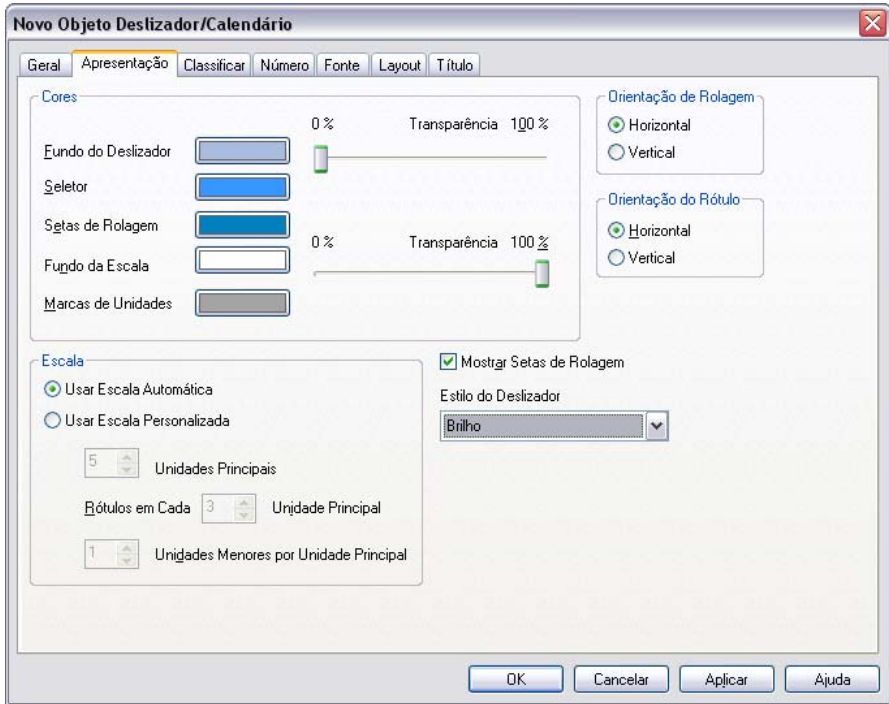 Novo Objeto Deslizador/Calendário
Geral Apresentação Classificar Número Fonte Layout Título
Cores
0 % Transparência 100 %
Fundo do Deslizador
Seletor
Setas de Rolagem
0 % Transparência 100 %
Fundo da Escala
Marcas de Unidades
Orientação de Rolagem
Horizontal
Vertical
Orientação do Rótulo
Horizontal
Vertical
Escala
Usar Escala Automática
Usar Escala Personalizada
5 Unidades Principais
Rótulos em Cada 3 Unidade Principal
1 Unidades Menores por Unidade Principal
Mostrar Setas de Rolagem
Estilo do Deslizador
Brilho
OK Cancelar Aplicar Ajuda